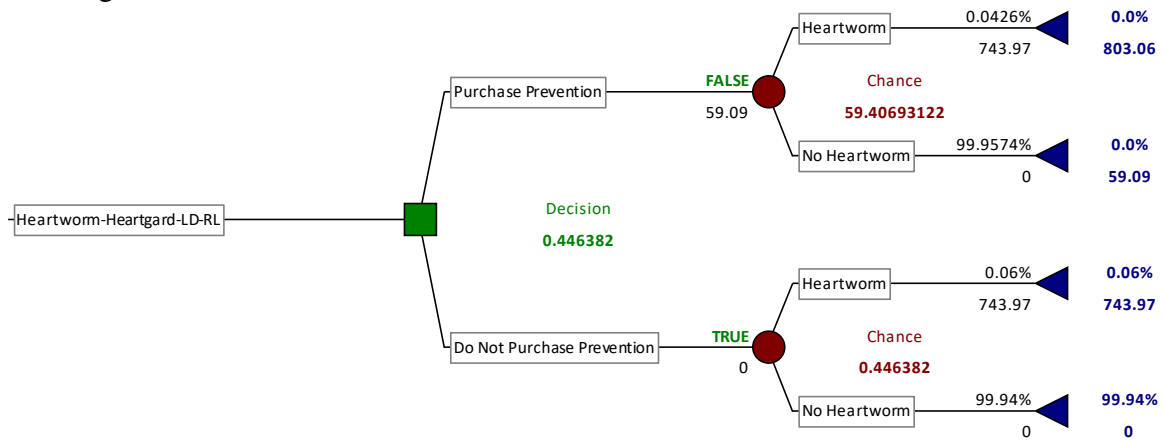 Heartworm
0.0426%
743.97
0.0%
803.06
Purchase Prevention
FALSE
59.09
Chance
59.40693122
No Heartworm
99.9574%
0
0.0%
59.09
Heartworm-Heartgard-LD-RL
Decision
0.446382
Heartworm
0.06%
743.97
0.06%
743.97
Do Not Purchase Prevention
TRUE
0
Chance
0.446382
No Heartworm
99.94%
0
99.94%
0